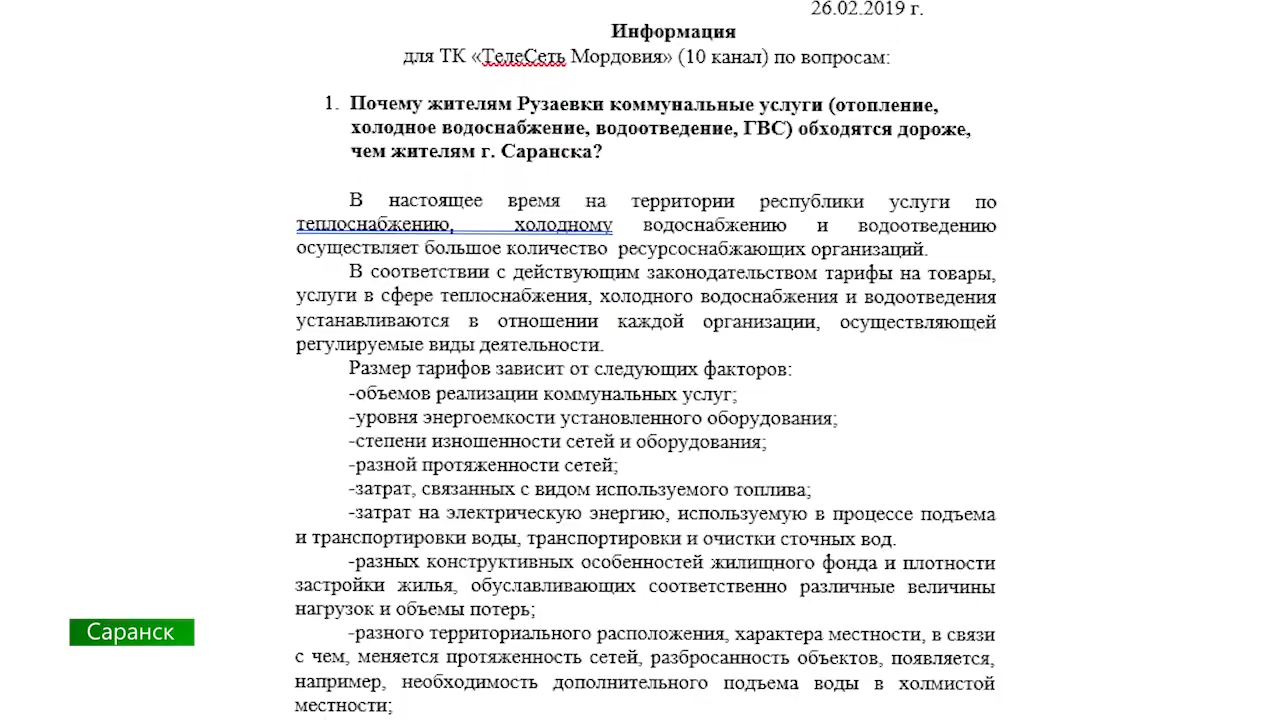 26.02.2019 г.
Информация
для ТК «ТелеСеть Мордовия» (10 канал) по вопросам:
1. Почему жителям Рузаевки коммунальные услуги (отопление,
холодное водоснабжение, водоотведение, ГВС) обходятся дороже,
чем жителям г. Саранска?
В настоящее время на территории республики услуги по
теплоснабжению, холодному водоснабжению и водоотведению
осуществляет большое количество ресурсоснабжающих организаций.
В соответствии с действующим законодательством тарифы на товары,
услуги в сфере теплоснабжения, холодного водоснабжения и водоотведения
устанавливаются в отношении каждой организации, осуществляющей
регулируемые виды деятельности.
Размер тарифов зависит от следующих факторов:
-объемов реализации коммунальных услуг;
-уровня энергоемкости установленного оборудования;
-степени изношенности сетей и оборудования;
-разной протяженности сетей;
-затрат, связанных с видом используемого топлива;
-затрат на электрическую энергию, используемую в процессе подъема
и транспортировки воды, транспортировки и очистки сточных вод.
-разных конструктивных особенностей жилищного фонда и плотности
застройки жилья, обуславливающих соответственно различные величины
нагрузок и объемы потерь;
-разного территориального расположения, характера местности, в связи
с чем, меняется протяженность сетей, разбросанность объектов, появляется,
например, необходимость дополнительного подъема воды в холмистой
местности;
Саранск